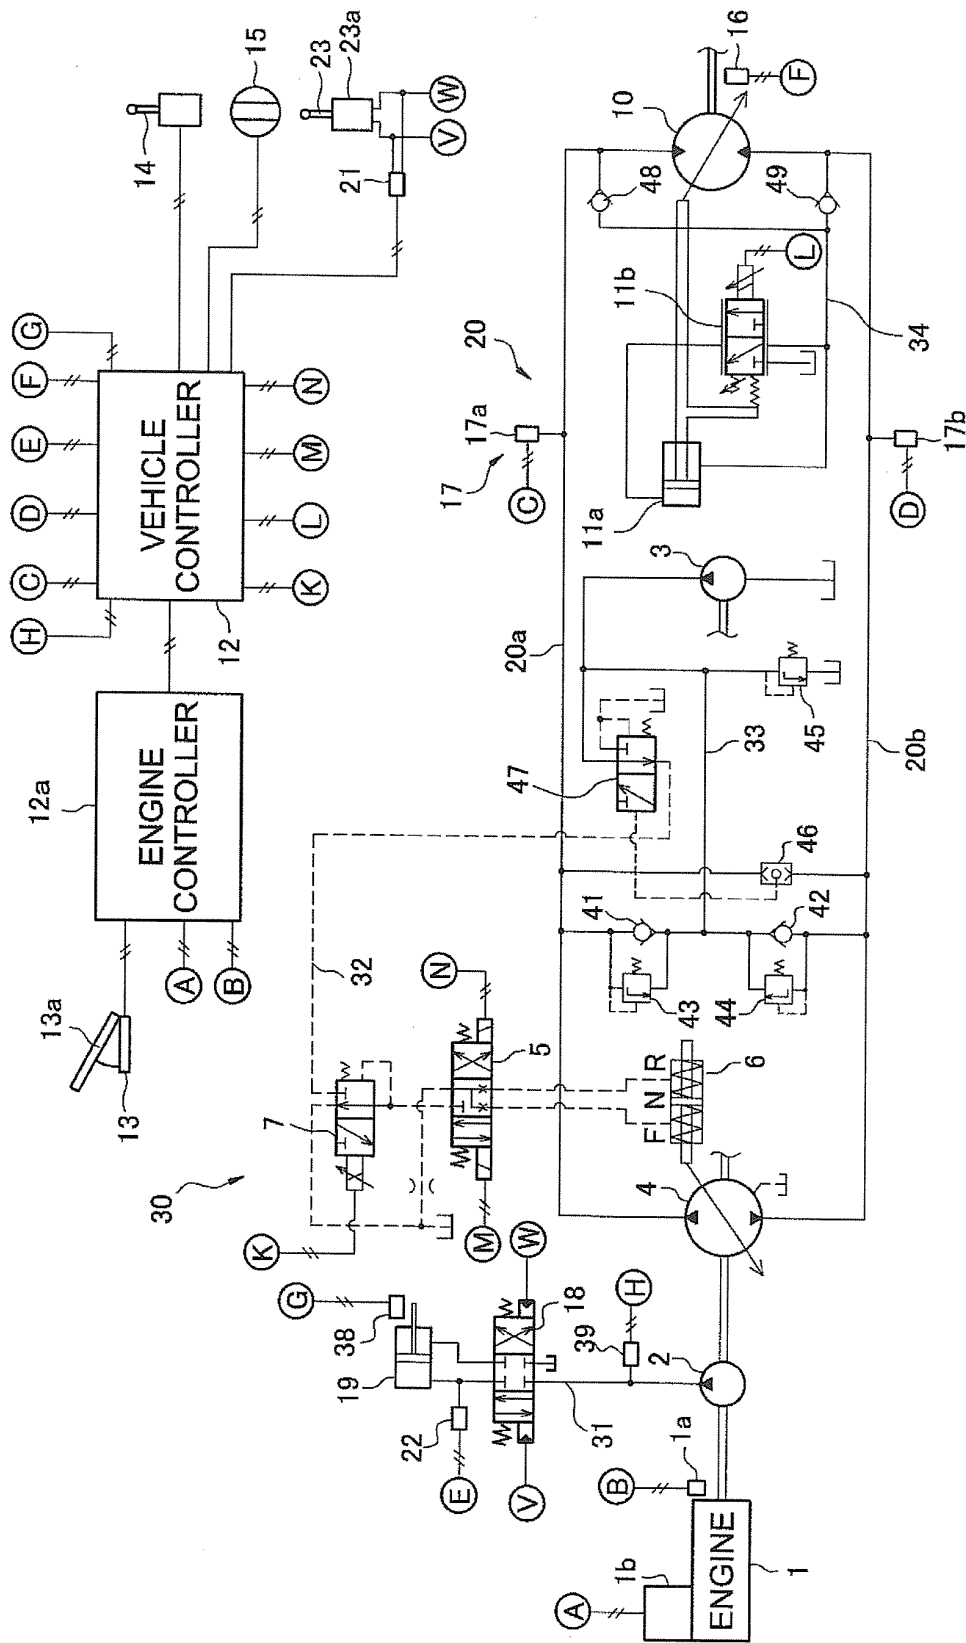 13a
12a
H
C
D
E
F
G
14
13
ENGINE
CONTROLLER
VEHICLE
CONTROLLER
15
A
B
12
K
L
M
N
23
23a
21
V
W
30
K
G
7
32
N
38
19
22
E
M
5
18
V
W
31
39
H
A
B
1b
1a
ENGINE
1
2
4
F N R
6
47
41
43
44
42
46
33
45
3
20a
20b
17
17a
C
20
11a
11b
L
34
17b
D
10
48
49
16
F